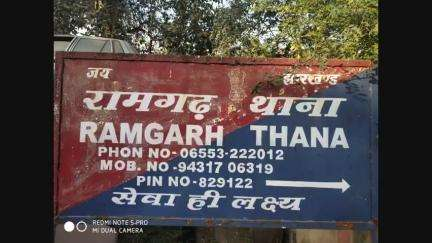 जय झारखण्ड
रामगढ़ थाना
RAMGARH THANA
PHON NO-06553-222012
MOB. NO-94317 06319
PIN NO-829122
सेवा ही लक्ष्य
REDMI NOTE 5-PRO
MI DUAL CAMERA